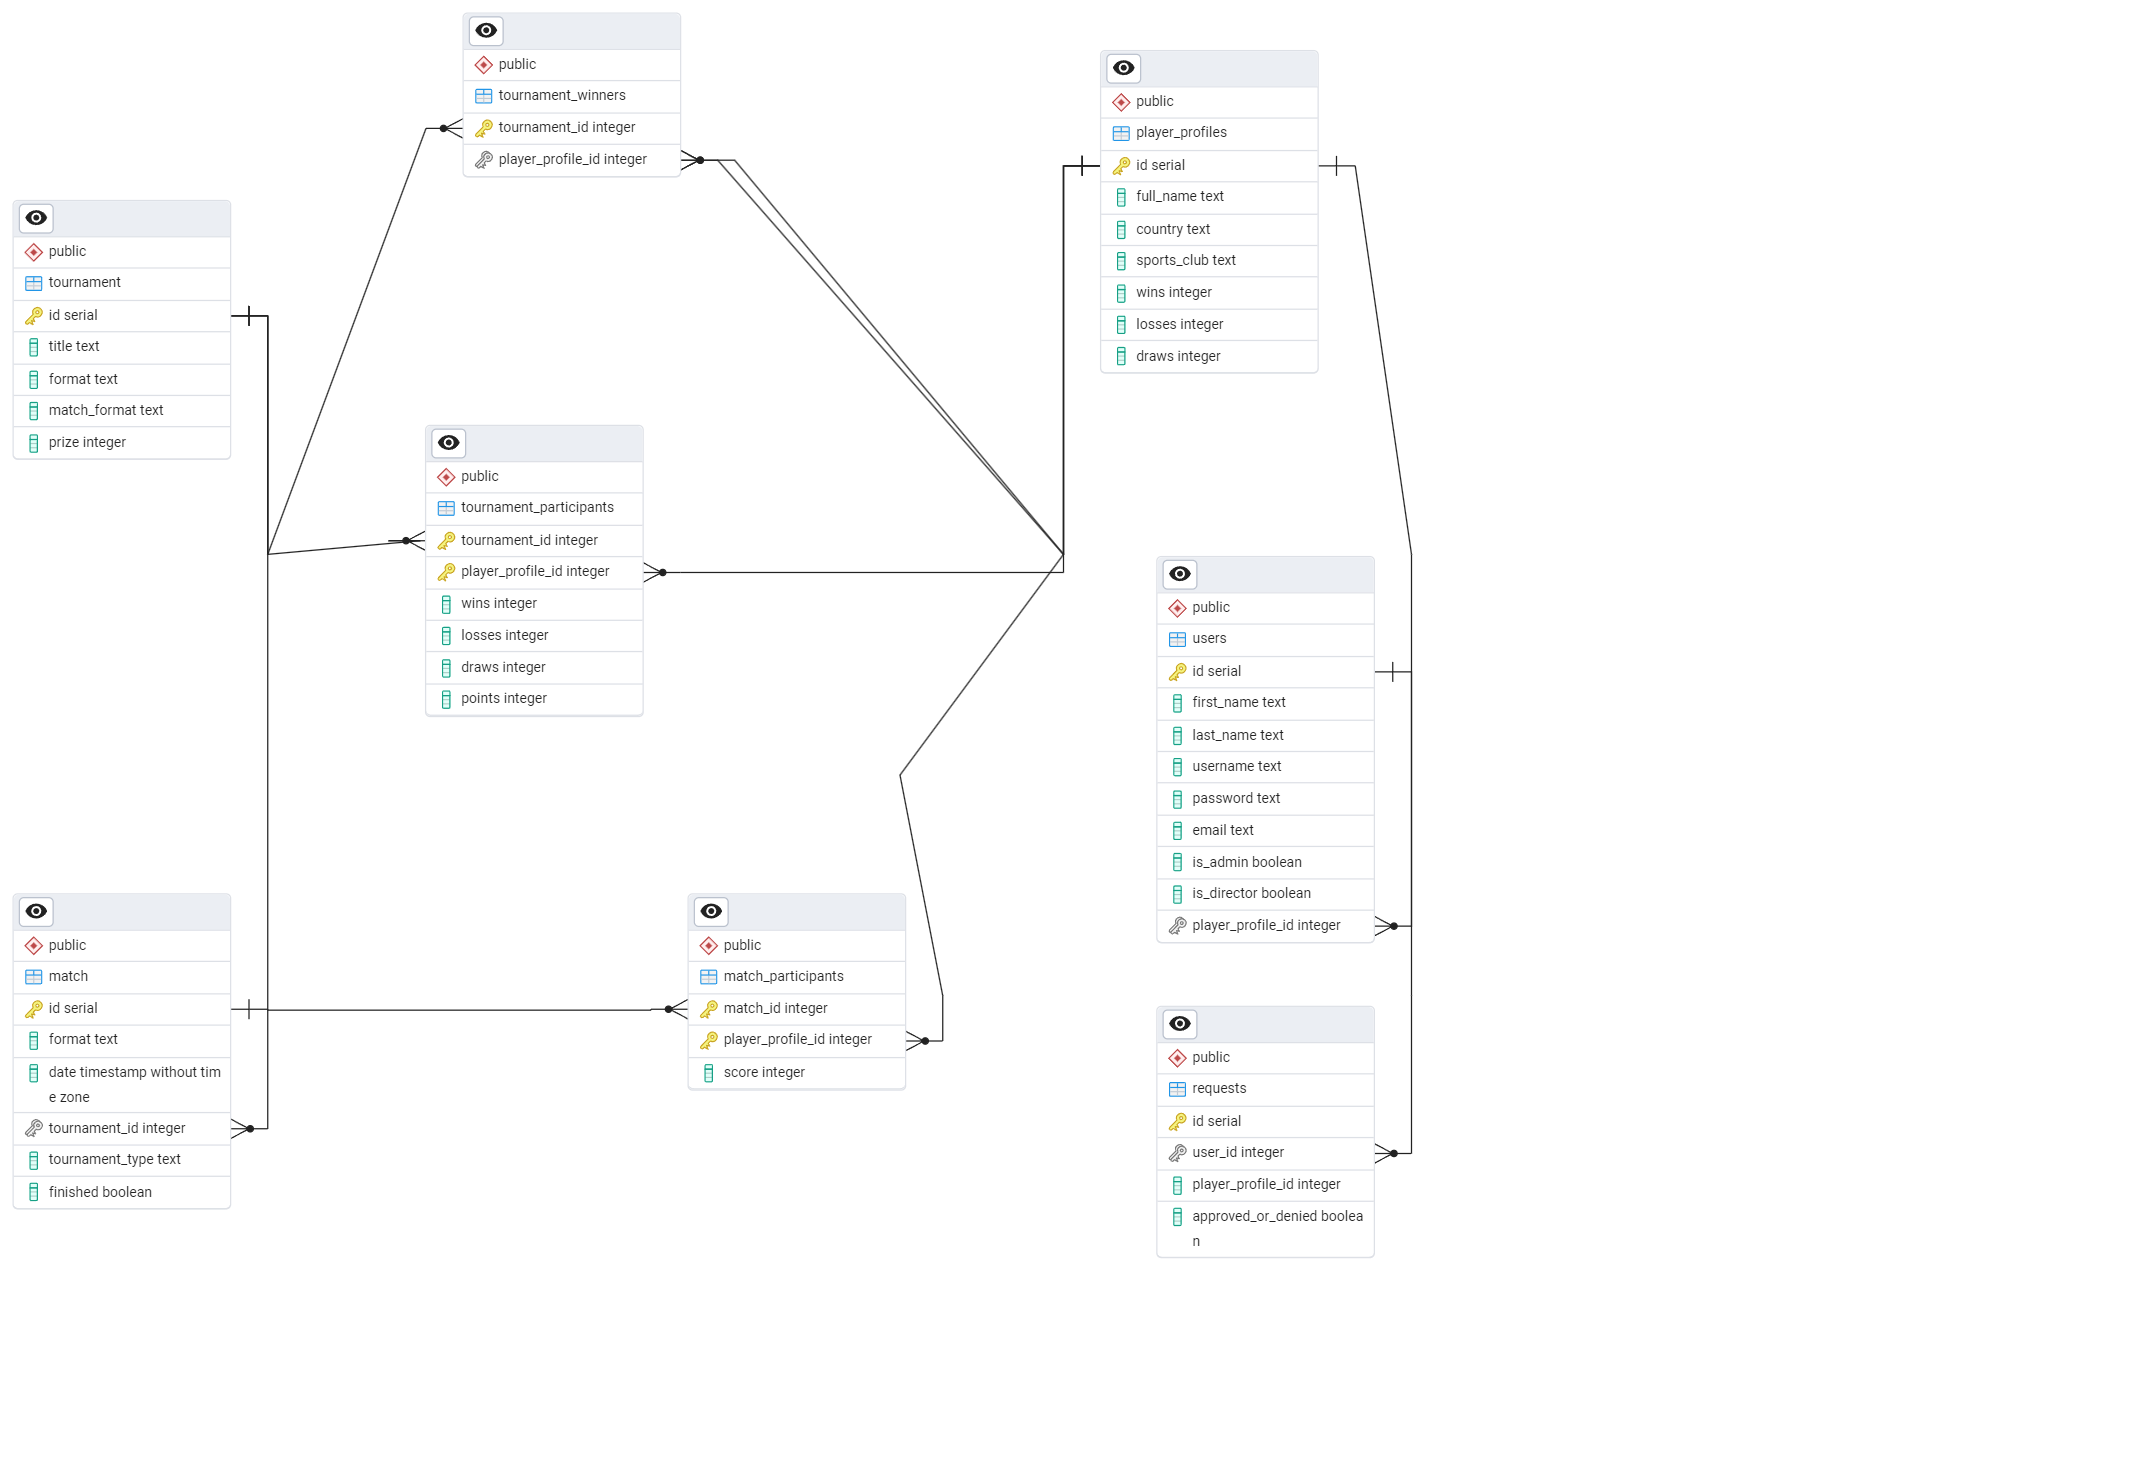 public
tournament_winners
tournament_id integer
player_profile_id integer
public
player_profiles
id serial
full_name text
country text
sports_club text
wins integer
losses integer
draws integer
public
tournament
id serial
title text
format text
match_format text
prize integer
public
tournament_participants
tournament_id integer
player_profile_id integer
wins integer
losses integer
draws integer
points integer
public
users
id serial
first_name text
last_name text
username text
password text
email text
is_admin boolean
is_director boolean
player_profile_id integer
public
match
id serial
format text
date timestamp without tim
e zone
tournament_id integer
tournament_type text
finished boolean
public
match_participants
match_id integer
player_profile_id integer
score integer
public
requests
id serial
user_id integer
player_profile_id integer
approved_or_denied boolea
n